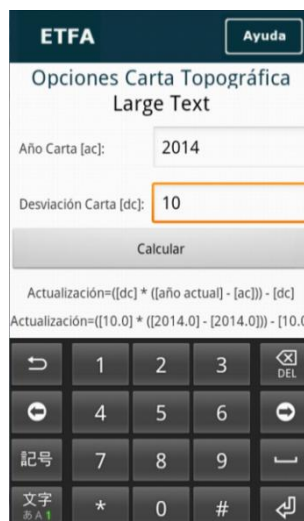 ETFA
Ayuda
Opciones Carta Topográfica
Large Text
Año Carta [ac]:
2014
Desviación Carta [dc]:
10
Calcular
Actualización=([dc] * ([año actual] - [ac])) - [dc]
Actualización=([10.0] * ([2014.0] - [2014.0])) - [10.0
1 2 3 DEL
4 5 6
記号 7 8 9
文字 あA1 * 0 #